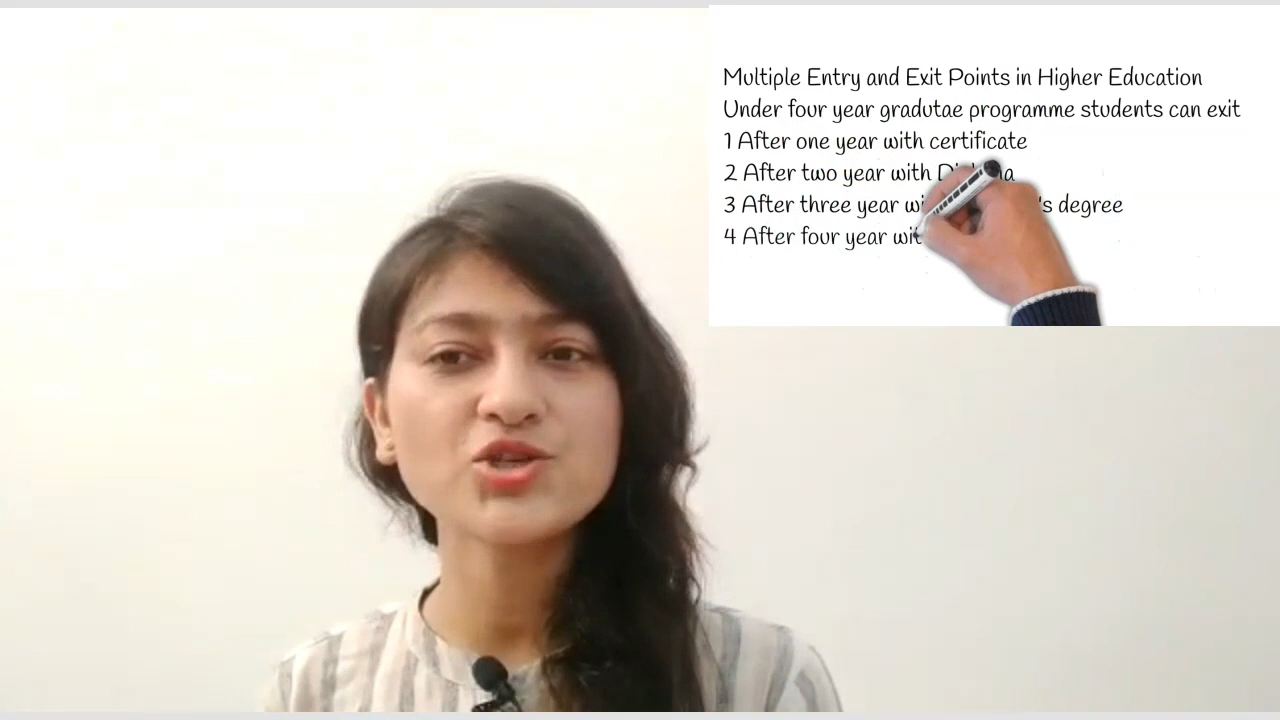 Multiple Entry and Exit Points in Higher Education
Under four year gradutae programme students can exit
1 After one year with certificate
2 After two year with
3 After three year degree
4 After four year